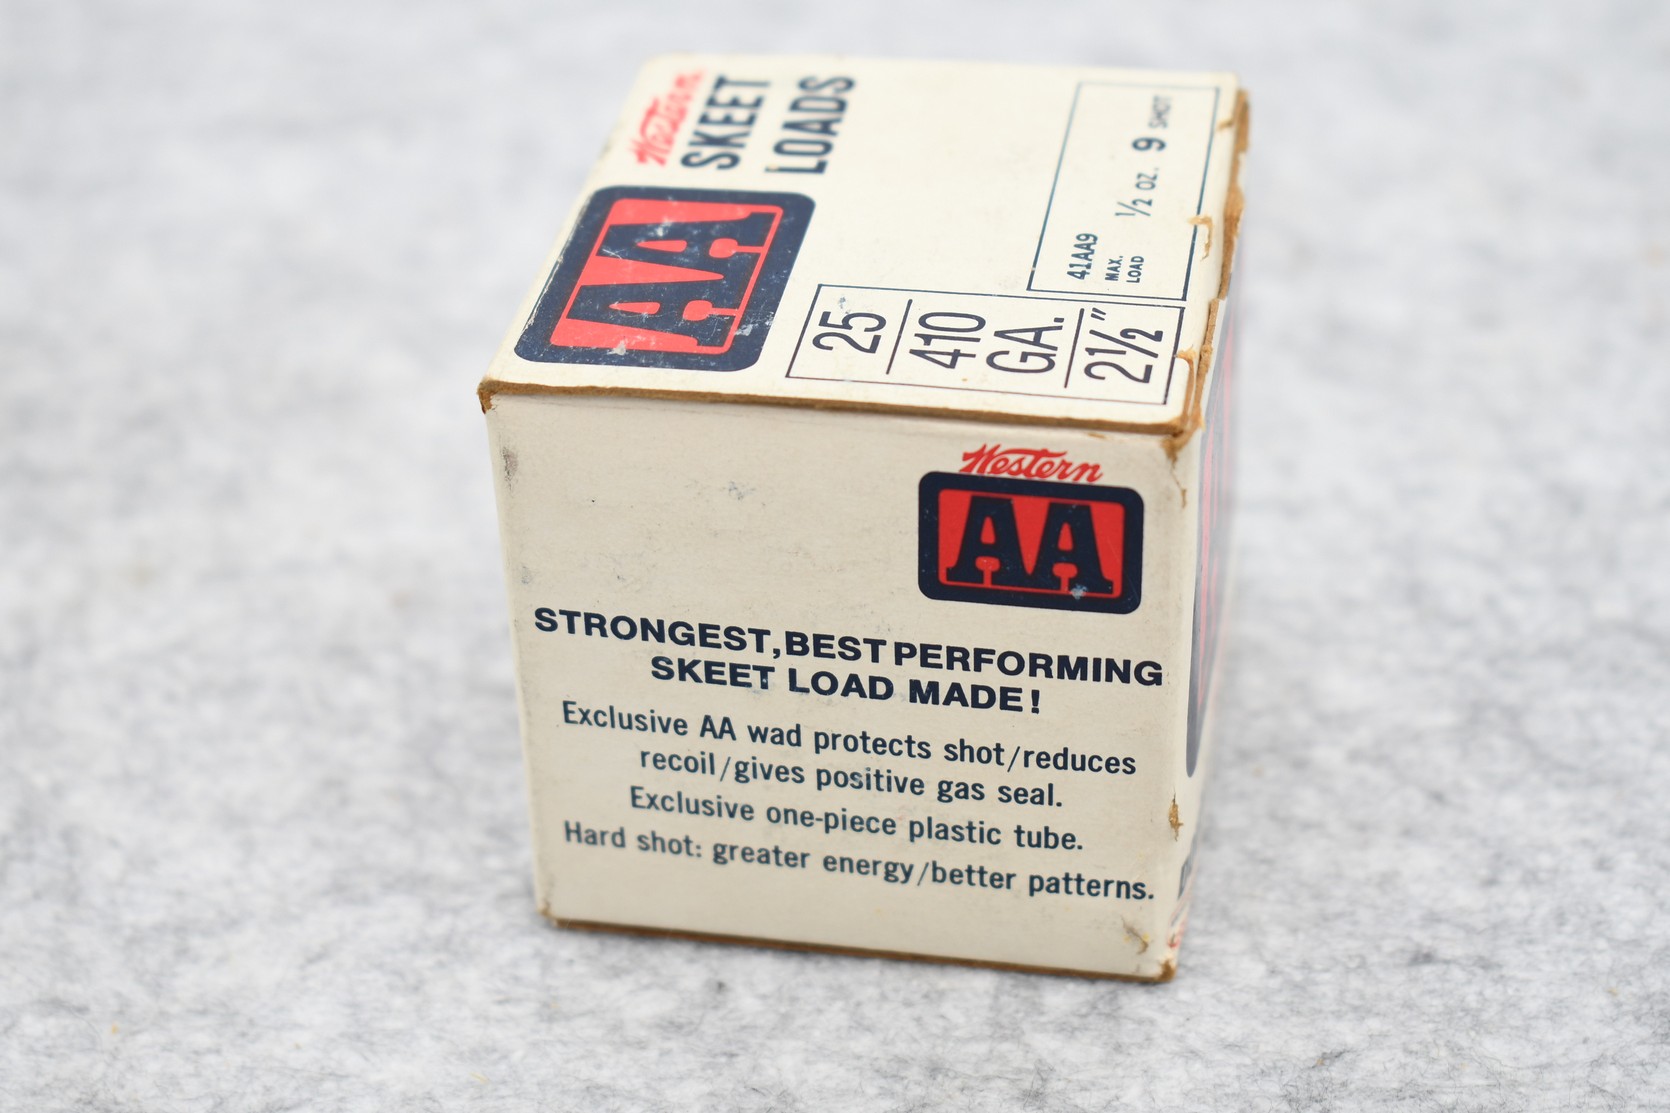 Western
SKEET
LOADS
AA
25
410
GA.
2½"
41AA9
MAX.
LOAD
½ OZ. 9 SHOT
Western
AA
STRONGEST, BEST PERFORMING
SKEET LOAD MADE!
Exclusive AA wad protects shot/reduces
recoil/gives positive gas seal.
Exclusive one-piece plastic tube.
Hard shot: greater energy/better patterns.